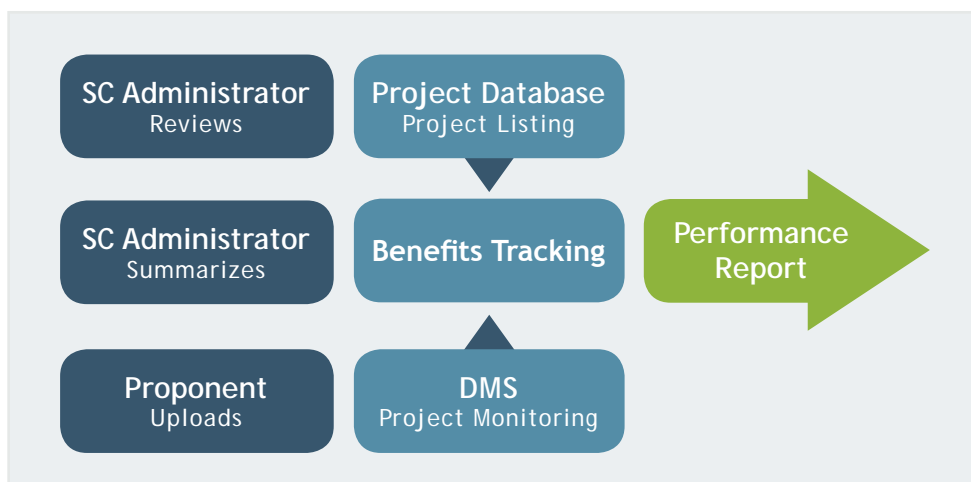 SC Administrator
Reviews
Project Database
Project Listing
SC Administrator
Summarizes
Benefits Tracking
Performance
Report
Proponent
Uploads
DMS
Project Monitoring